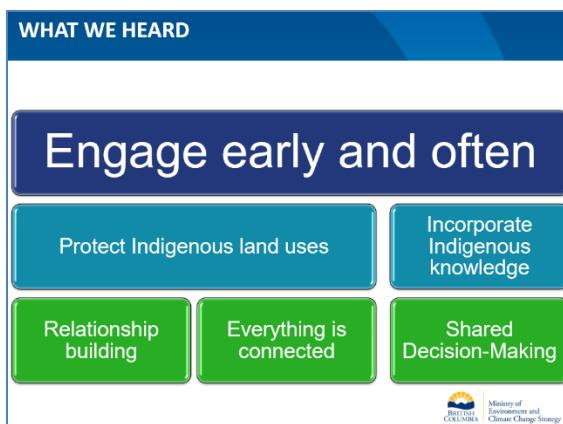 WHAT WE HEARD
Engage early and often
Protect Indigenous land uses
Incorporate
Indigenous
knowledge
Relationship
building
Everything is
connected
Shared
Decision-Making
BRITISH
COLUMBIA
Ministry of
Environment and
Climate Change Strategy